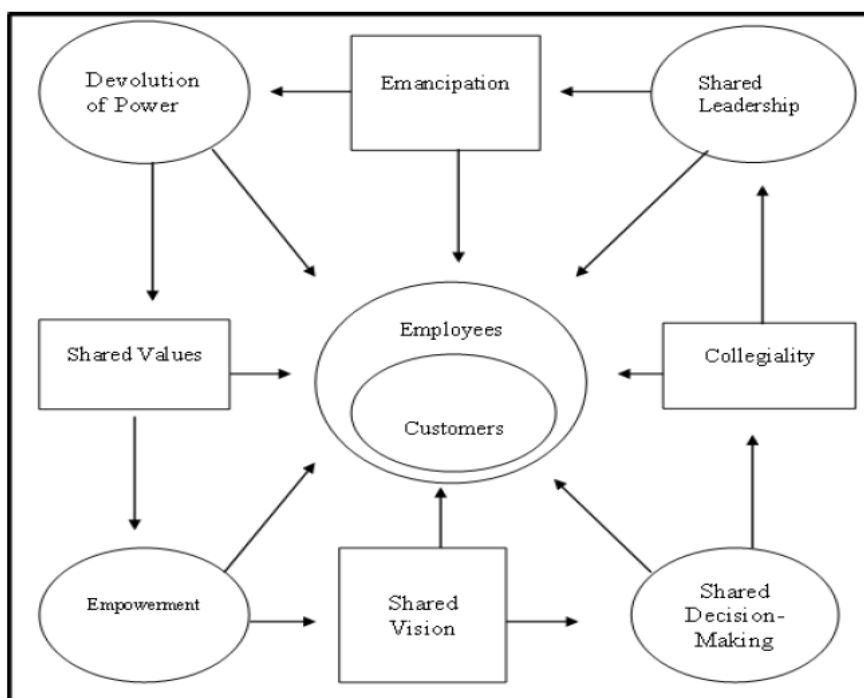 Devolution
of Power
Emancipation
Shared
Leadership
Shared Values
Employees
Customers
Collegiality
Empowerment
Shared
Vision
Shared
Decision-
Making